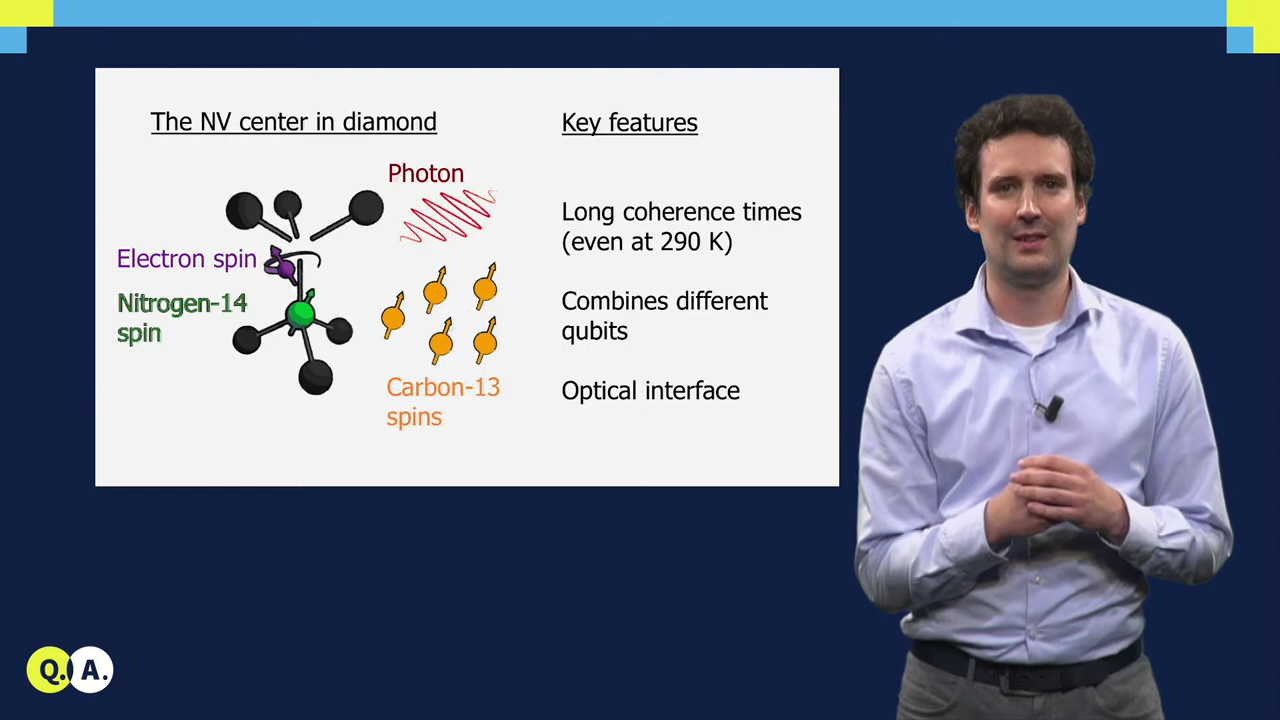 The NV center in diamond
Photon
Electron spin
Nitrogen-14
spin
Carbon-13
spins
Key features
Long coherence times
(even at 290 K)
Combines different
qubits
Optical interface
Q.A.